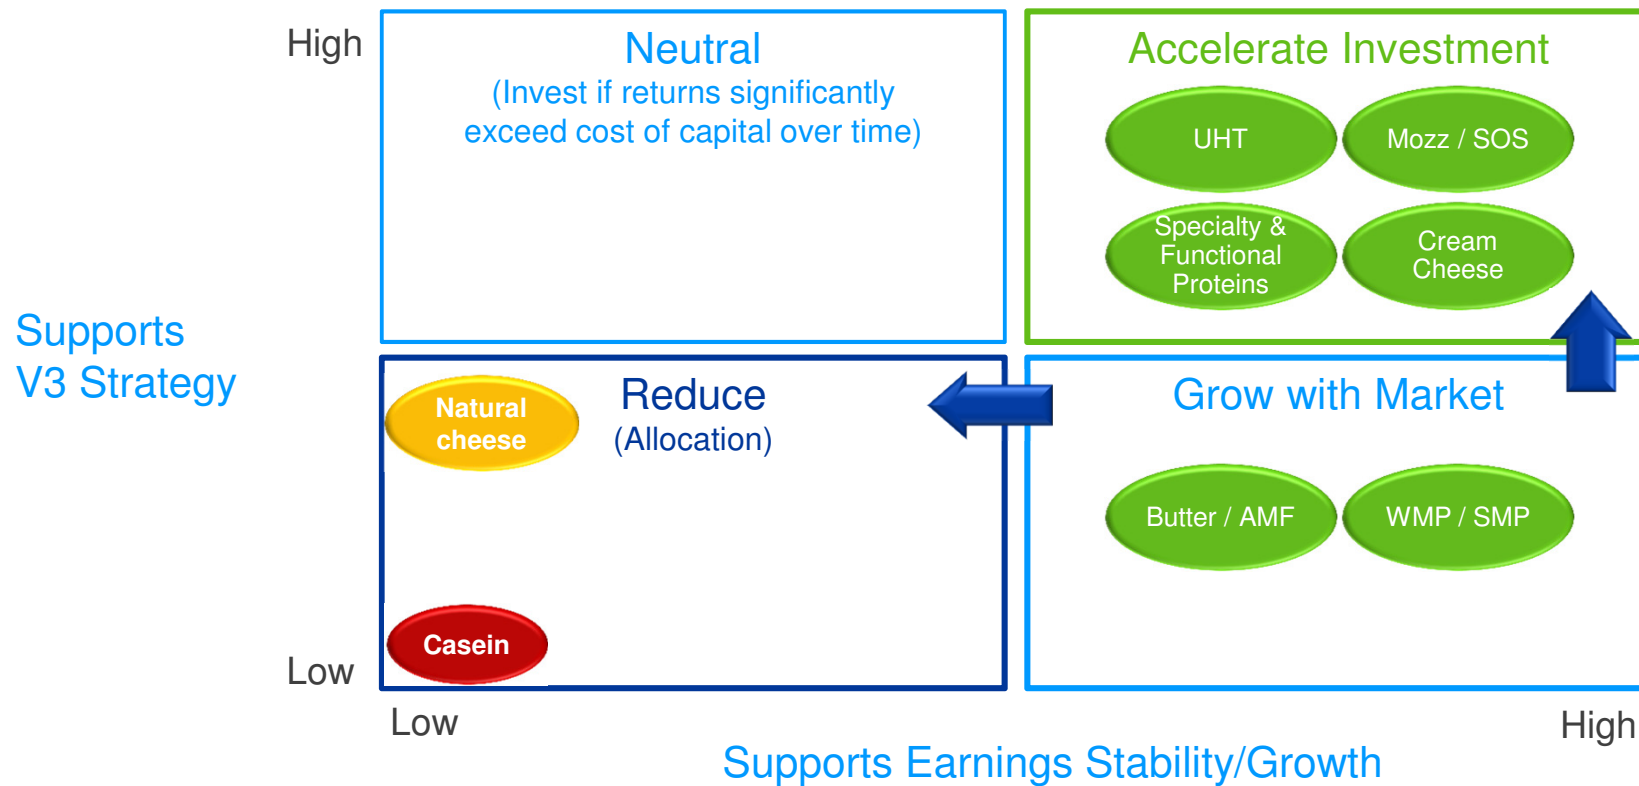 High
Neutral
(Invest if returns significantly
exceed cost of capital over time)
Accelerate Investment
UHT
Mozz / SOS
Specialty &
Functional
Proteins
Cream
Cheese
Supports
V3 Strategy
Natural
cheese
Reduce
(Allocation)
Grow with Market
Butter / AMF
WMP / SMP
Casein
Low
Low
High
Supports Earnings Stability/Growth